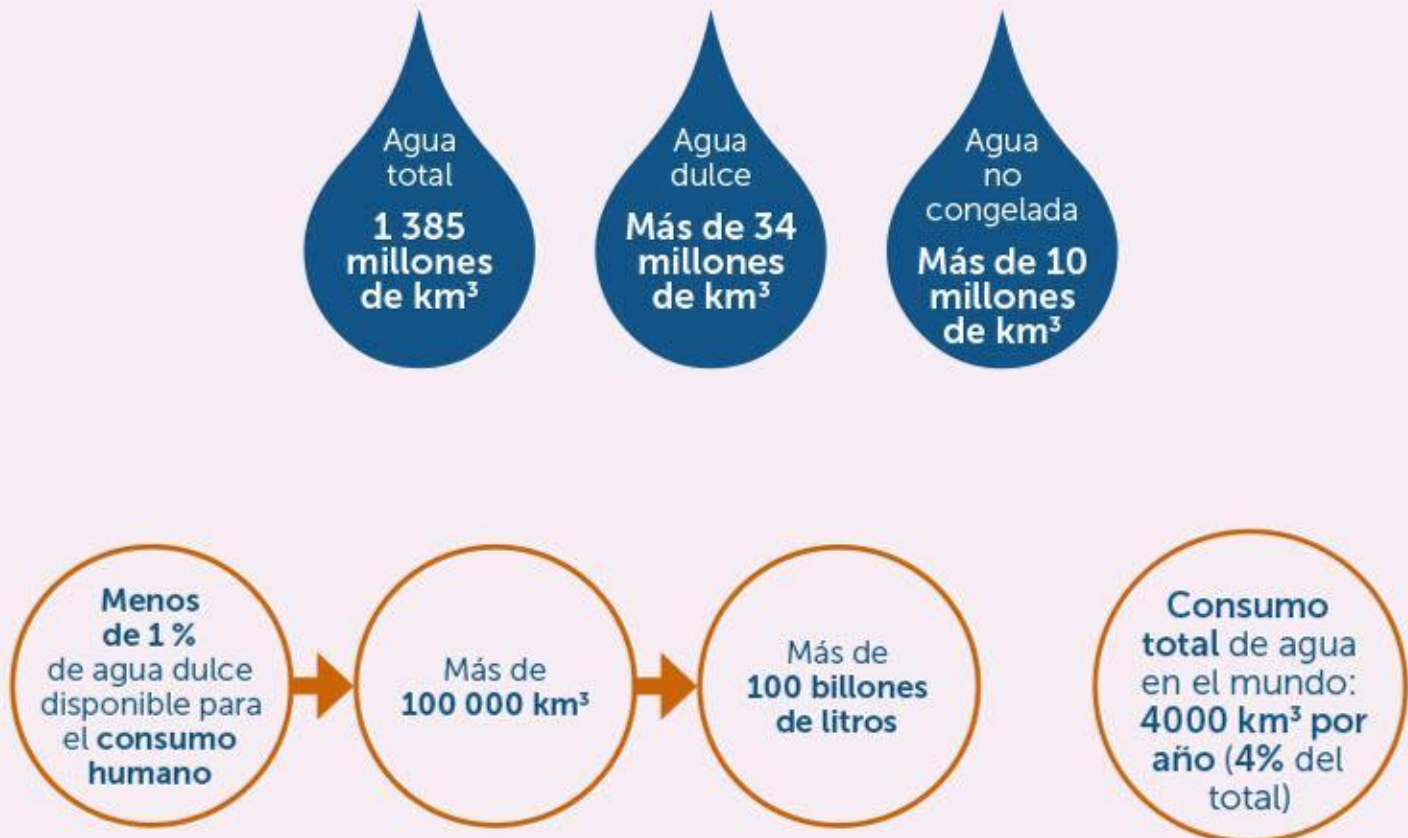 Agua
total
1 385
millones
de km³
Agua
dulce
Más de 34
millones
de km³
Agua
no
congelada
Más de 10
millones
de km³
Menos
de 1 %
de agua dulce
disponible para
el consumo
humano
Más de
100 000 km³
Más de
100 billones
de litros
Consumo
total de agua
en el mundo:
4000 km³ por
año (4% del
total)